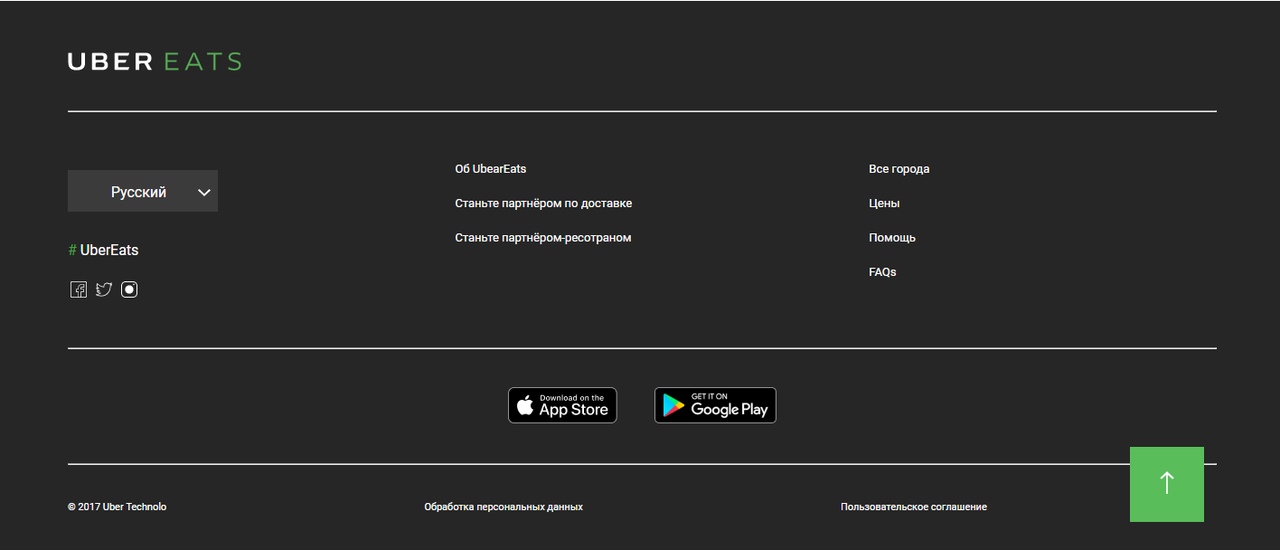 UBER EATS
Русский
# UberEats
Об UbearEats
Станьте партнёром по доставке
Станьте партнёром-ресотраном
Все города
Цены
Помощь
FAQs
Download on the
App Store
GET IT ON
Google Play
© 2017 Uber Technolo
Обработка персональных данных
Пользовательское соглашение